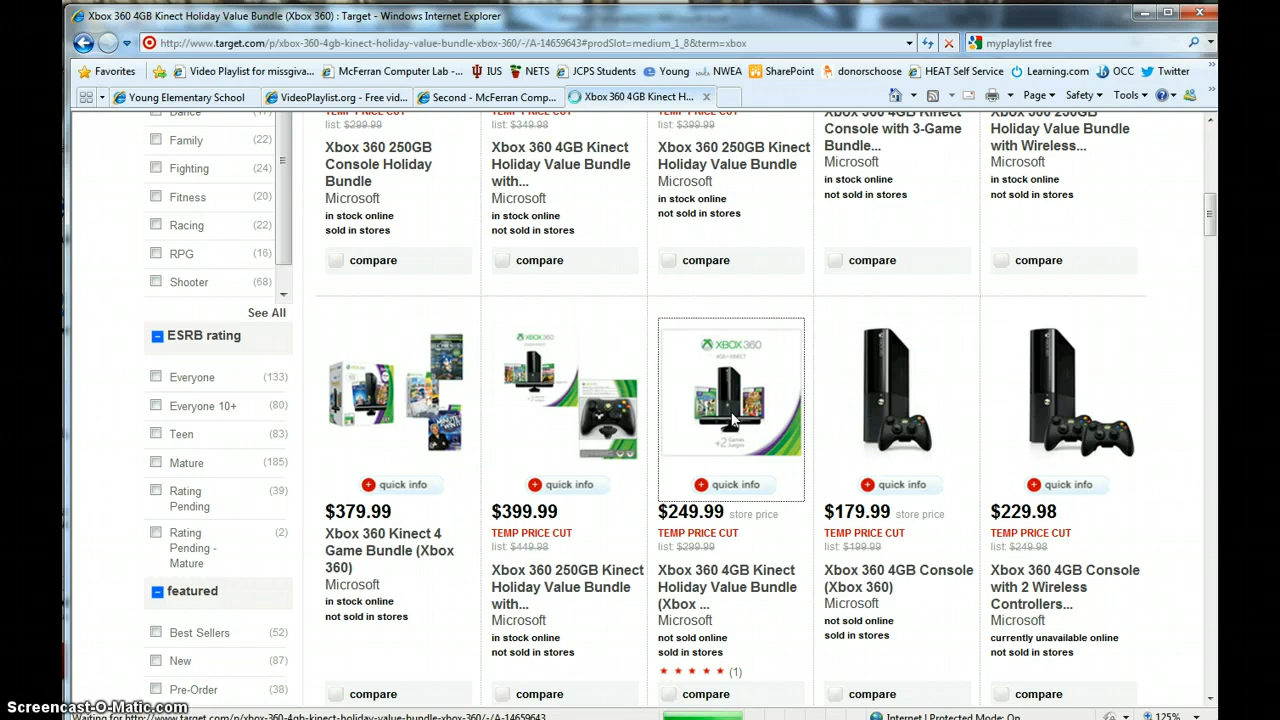 Xbox 360 4GB Kinect Holiday Value Bundle (Xbox 360) : Target - Windows Internet Explorer
http://www.target.com/p/xbox-360-4gb-kinect-holiday-value-bundle-xbox-360/-/A-14659643#prodSlot=medium_1_8&term=xbox
myplaylist free
Favorites
Video Playlist for missgiva...
McFerran Computer Lab -...
IUS
NETS
JCPS Students
Young
NWEA
SharePoint
donorschoose
HEAT Self Service
Learning.com
OCC
Twitter
Young Elementary School
VideoPlaylist.org - Free vid...
Second - McFerran Comp...
Xbox 360 4GB Kinect H...
Page
Safety
Tools
Dance (17)
Family (22)
Fighting (24)
Fitness (20)
Racing (22)
RPG (16)
Shooter (68)
See All
ESRB rating
Everyone (133)
Everyone 10+ (80)
Teen (83)
Mature (185)
Rating (39)
Pending
Rating (2)
Pending -
Mature
featured
Best Sellers (52)
New (87)
Pre-Order (38)
TEMP PRICE CUT
list: $299.99
Xbox 360 250GB
Console Holiday
Bundle
Microsoft
in stock online
sold in stores
compare
TEMP PRICE CUT
list: $349.98
Xbox 360 4GB Kinect
Holiday Value Bundle
with...
Microsoft
in stock online
not sold in stores
compare
TEMP PRICE CUT
list: $399.99
Xbox 360 250GB Kinect
Holiday Value Bundle
Microsoft
in stock online
not sold in stores
compare
Xbox 360 4GB Kinect
Console with 3-Game
Bundle...
Microsoft
in stock online
not sold in stores
compare
Xbox 360 250GB
Holiday Value Bundle
with Wireless...
Microsoft
in stock online
not sold in stores
compare
quick info
$379.99
Xbox 360 Kinect 4
Game Bundle (Xbox
360)
Microsoft
in stock online
not sold in stores
compare
XBOX 360
quick info
$399.99
TEMP PRICE CUT
list: $449.98
Xbox 360 250GB Kinect
Holiday Value Bundle
with...
Microsoft
in stock online
not sold in stores
compare
XBOX 360
4GB + KINECT
+2 Games
Juegos
quick info
$249.99 store price
TEMP PRICE CUT
list: $299.99
Xbox 360 4GB Kinect
Holiday Value Bundle
(Xbox ...
Microsoft
not sold online
sold in stores
(1)
compare
quick info
$179.99 store price
TEMP PRICE CUT
list: $199.99
Xbox 360 4GB Console
(Xbox 360)
Microsoft
not sold online
sold in stores
compare
quick info
$229.98
TEMP PRICE CUT
list: $249.98
Xbox 360 4GB Console
with 2 Wireless
Controllers...
Microsoft
currently unavailable online
not sold in stores
compare
Screencast-O-Matic.com
Waiting for http://www.target.com/p/xbox-360-4gb-kinect-holiday-value-bundle-xbox-360/-/A-14659643
Internet | Protected Mode: On
125%